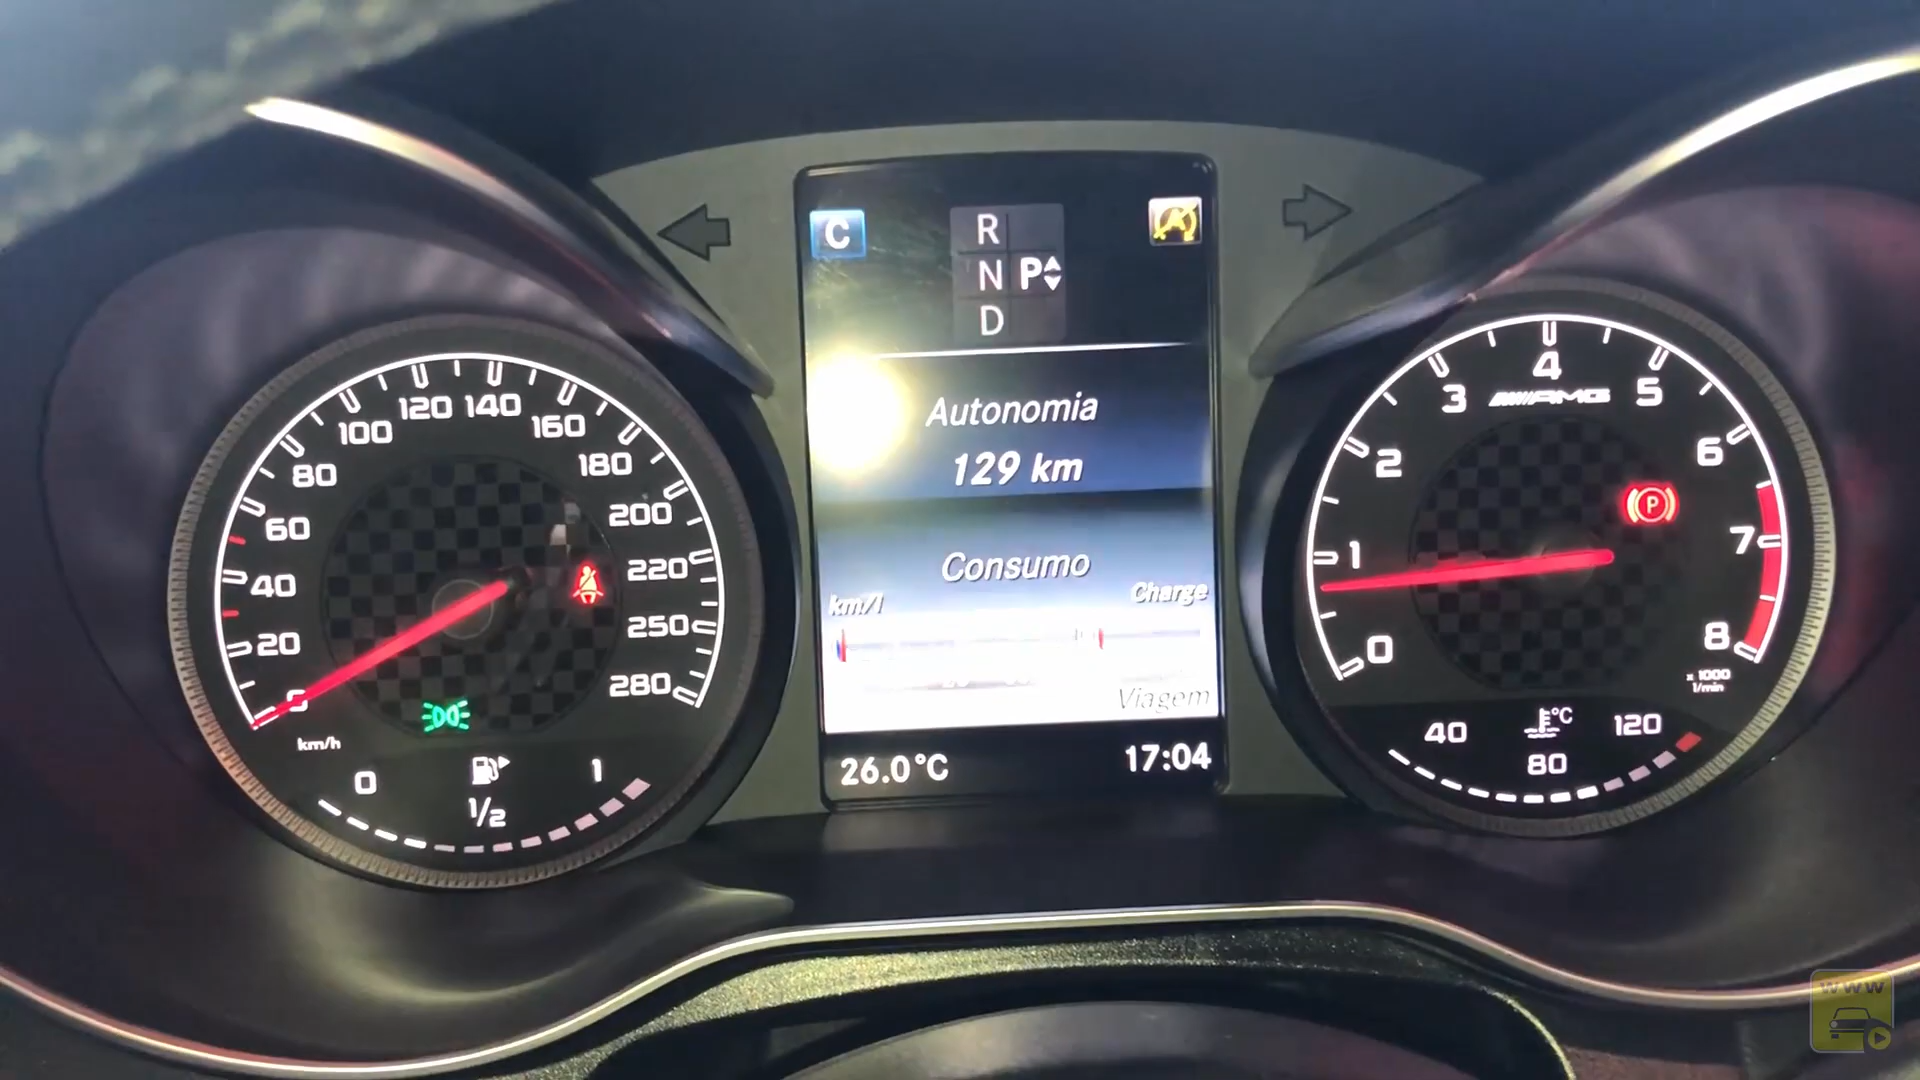 C
R
N P
D
Autonomia
129 km
Consumo
km/l Charge
Viagem
26.0°C 17:04
0
20
40
60
80
100
120
140
160
180
200
220
250
280
km/h
0 1
1/2
0
1
2
3
4
5
6
7
8
AMG
P
x 1000
1/min
°C
40 80 120
WWW